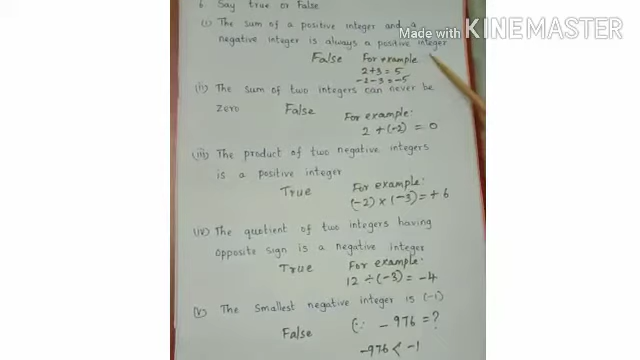 6. Say true or False
Made with KINEMASTER
(i) The sum of a positive integer and a
negative integer is always a positive integer
False For example
2+3 = 5
-2-3 = -5
(ii) The sum of two integers can never be
zero False For example:
2 + (-2) = 0
(iii) The product of two negative integers
is a positive integer
True For example:
(-2) × (-3) = + 6
(iv) The quotient of two integers having
opposite sign is a negative integer
True For example:
12 ÷ (-3) = -4
(v) The Smallest negative integer is (-1)
False (∵ - 976 = ?
-976 < -1